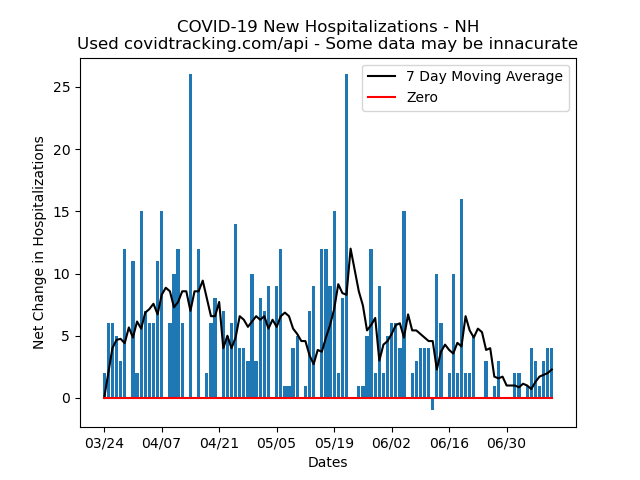 COVID-19 New Hospitalizations - NH
Used covidtracking.com/api - Some data may be innacurate
7 Day Moving Average
Zero
Net Change in Hospitalizations
25
20
15
10
5
0
03/24 04/07 04/21 05/05 05/19 06/02 06/16 06/30
Dates